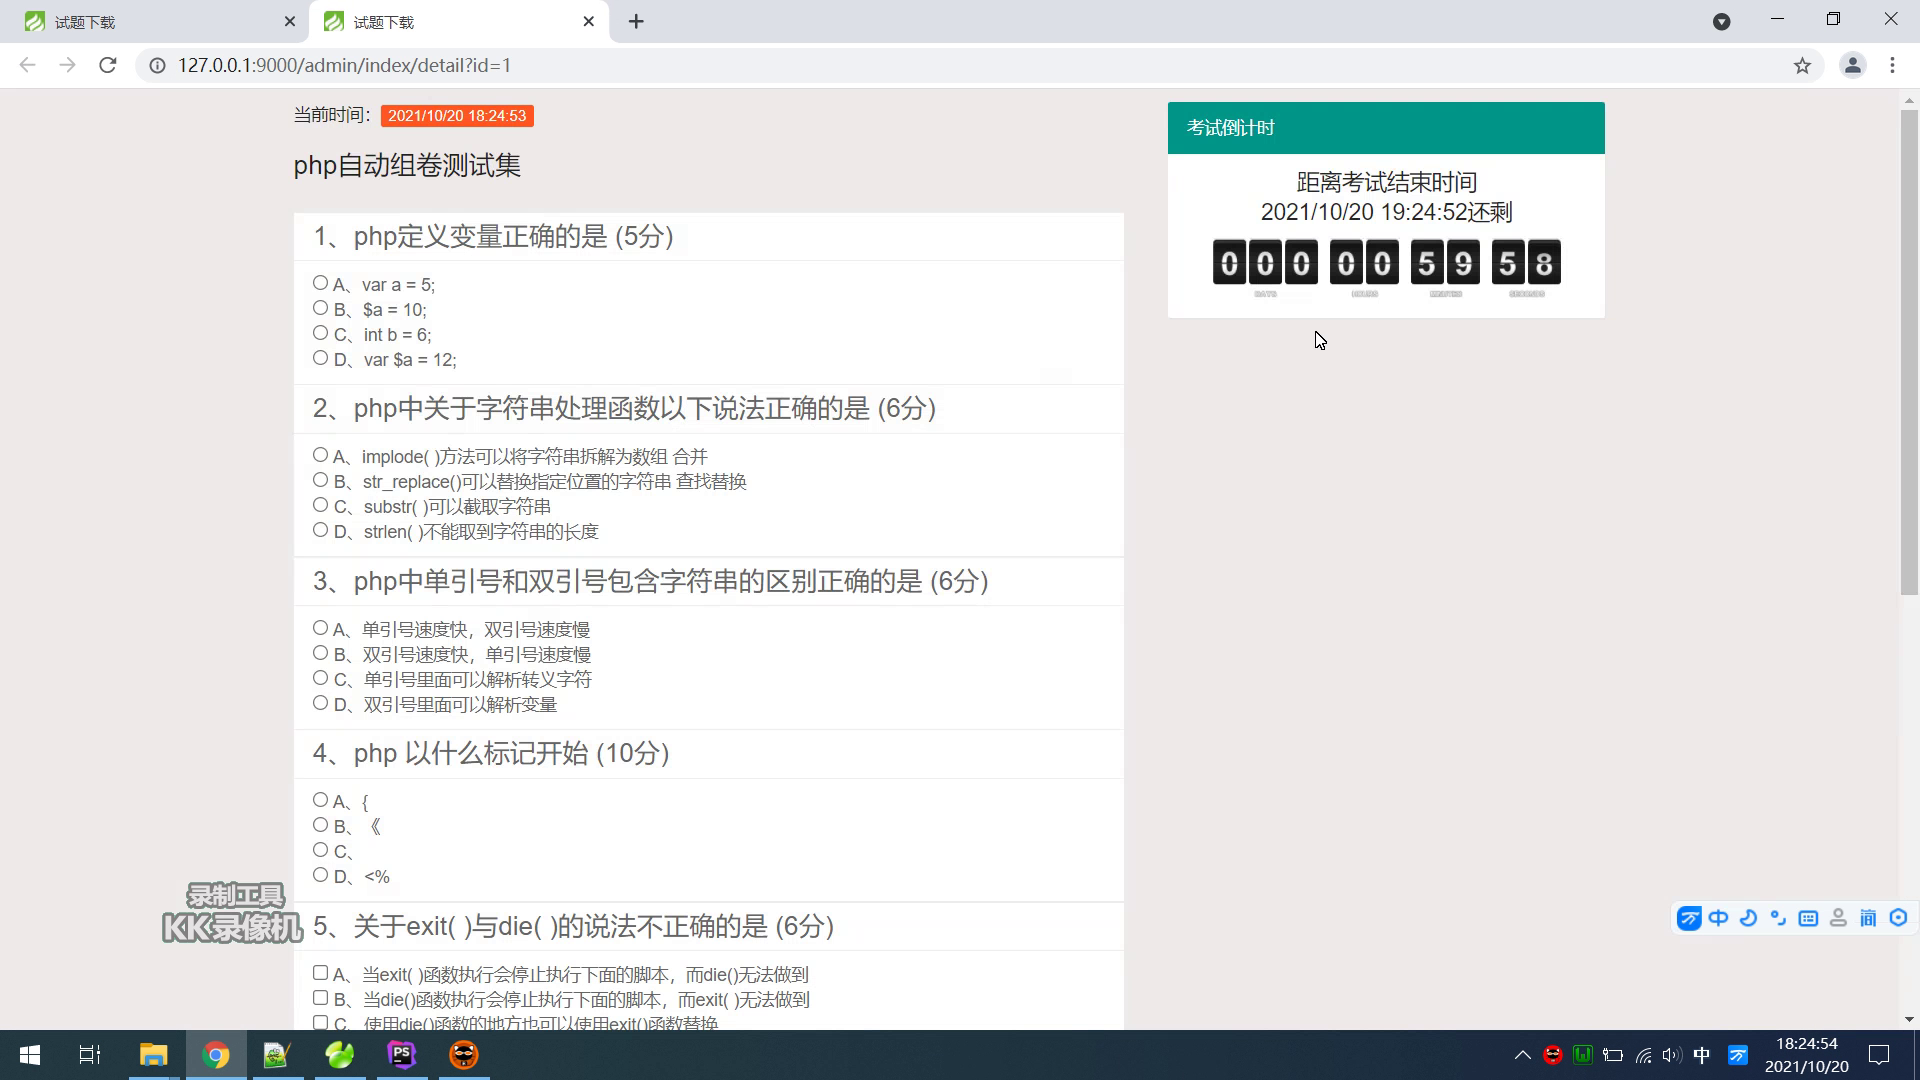 试题下载
试题下载
127.0.0.1:9000/admin/index/detail?id=1
当前时间： 2021/10/20 18:24:53
php自动组卷测试集
1、php定义变量正确的是 (5分)
A、var a = 5;
B、$a = 10;
C、int b = 6;
D、var $a = 12;
2、php中关于字符串处理函数以下说法正确的是 (6分)
A、implode( )方法可以将字符串拆解为数组 合并
B、str_replace()可以替换指定位置的字符串 查找替换
C、substr( )可以截取字符串
D、strlen( )不能取到字符串的长度
3、php中单引号和双引号包含字符串的区别正确的是 (6分)
A、单引号速度快，双引号速度慢
B、双引号速度快，单引号速度慢
C、单引号里面可以解析转义字符
D、双引号里面可以解析变量
4、php 以什么标记开始 (10分)
A、{
B、《
C、
D、<%
5、关于exit( )与die( )的说法不正确的是 (6分)
A、当exit( )函数执行会停止执行下面的脚本，而die()无法做到
B、当die()函数执行会停止执行下面的脚本，而exit( )无法做到
C、使用die()函数的地方也可以使用exit()函数替换
考试倒计时
距离考试结束时间
2021/10/20 19:24:52还剩
000 00 59 58
DAYS HOURS MINUTES SECONDS
录制工具
KK录像机
中 简
PS
中
18:24:54
2021/10/20